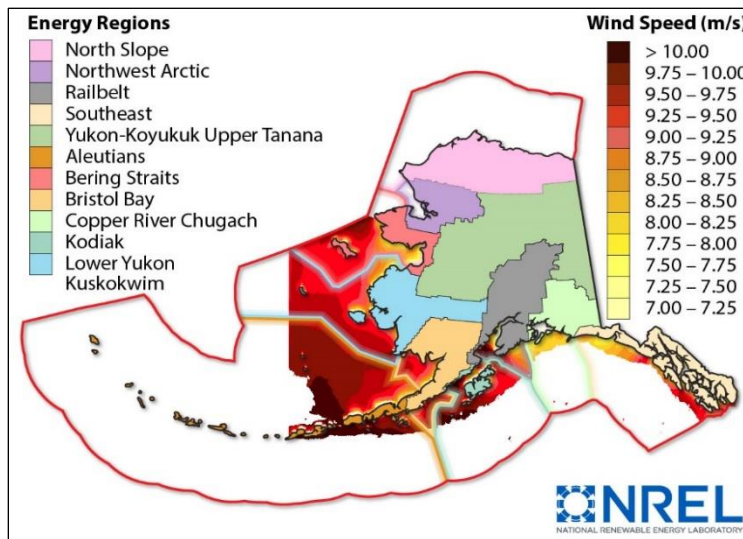 Energy Regions
North Slope
Northwest Arctic
Railbelt
Southeast
Yukon-Koyukuk Upper Tanana
Aleutians
Bering Straits
Bristol Bay
Copper River Chugach
Kodiak
Lower Yukon
Kuskokwim
Wind Speed (m/s)
> 10.00
9.75 – 10.00
9.50 – 9.75
9.25 – 9.50
9.00 – 9.25
8.75 – 9.00
8.50 – 8.75
8.25 – 8.50
8.00 – 8.25
7.75 – 8.00
7.50 – 7.75
7.25 – 7.50
7.00 – 7.25
NREL
NATIONAL RENEWABLE ENERGY LABORATORY